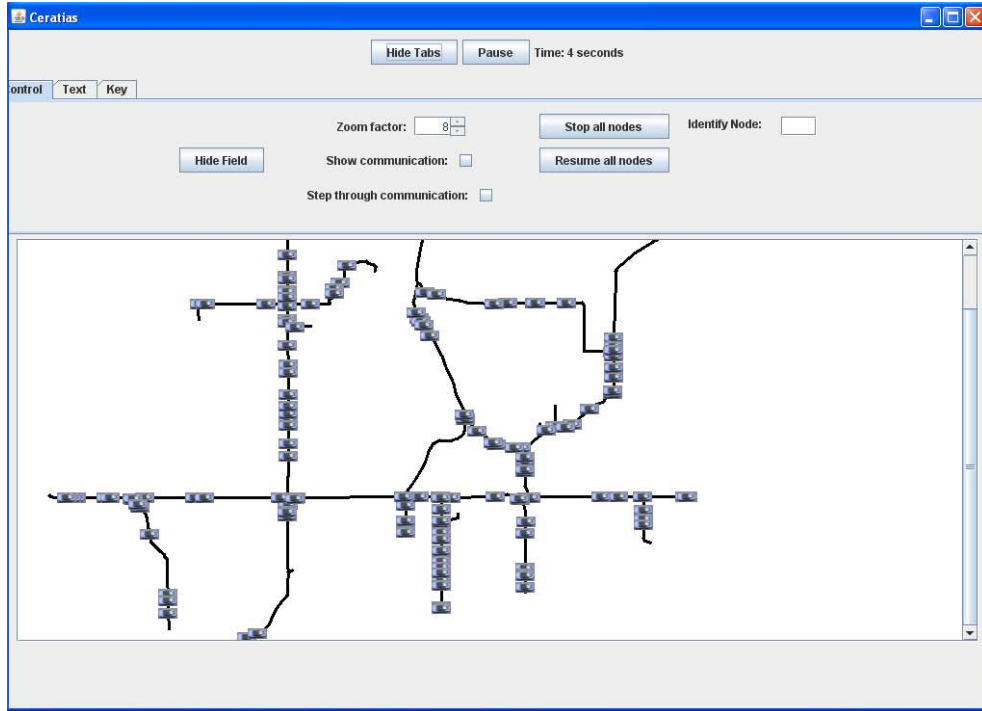 Ceratias
Hide Tabs Pause Time: 4 seconds
ontrol Text Key
Zoom factor: 8 Stop all nodes Identify Node:
Hide Field Show communication: Resume all nodes
Step through communication: